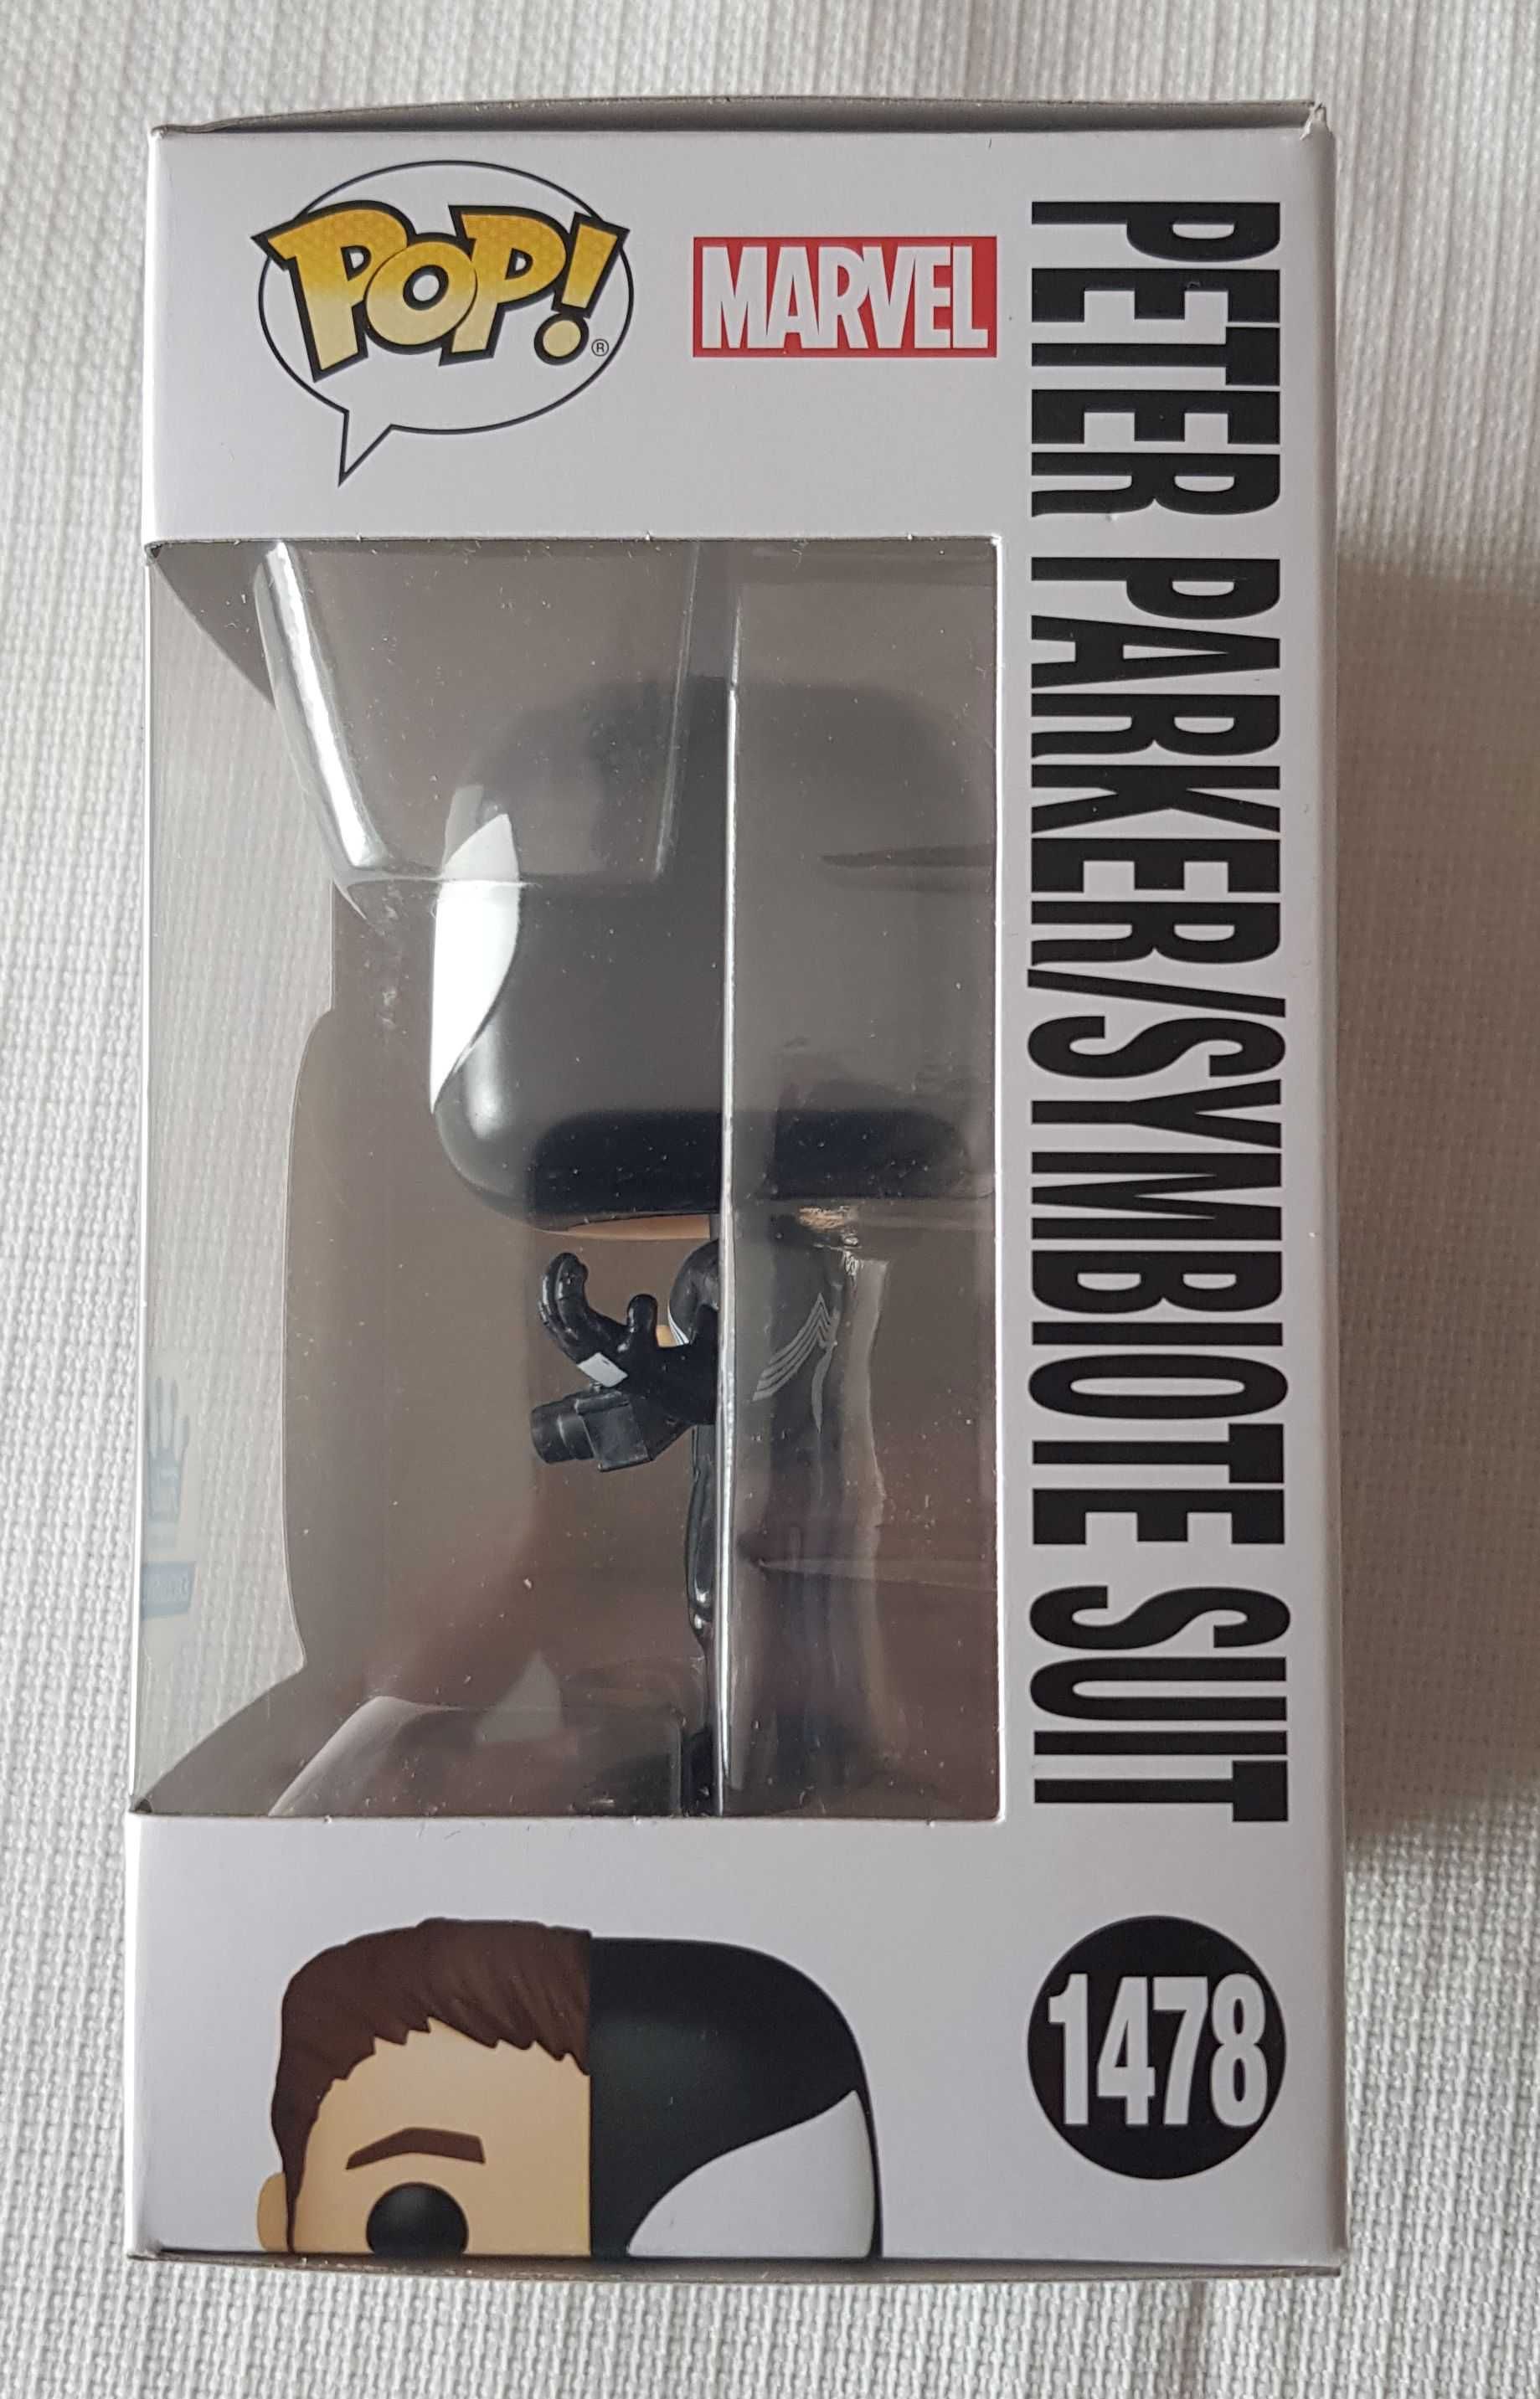 POP! ®
MARVEL
PETER PARKER/SYMBIOTE SUIT
1478